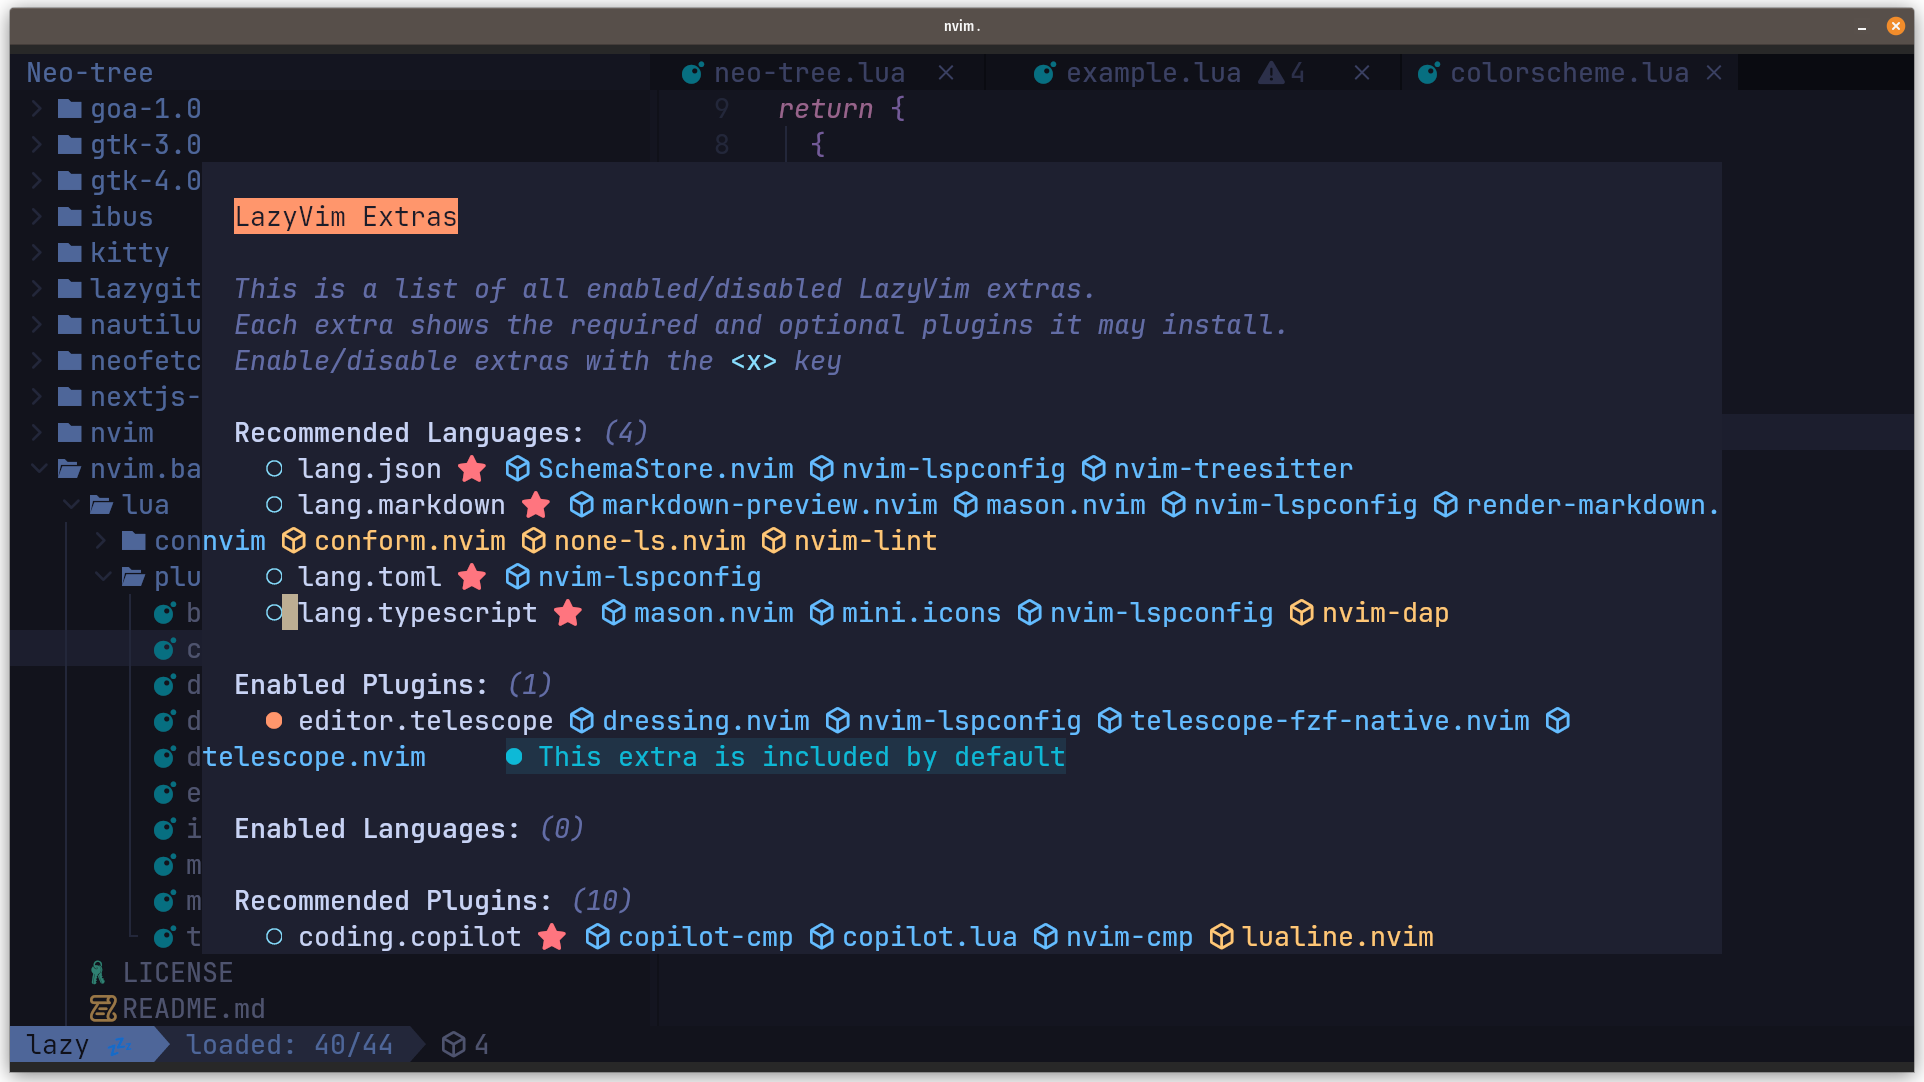 nvim .
Neo-tree
neo-tree.lua
example.lua 4
colorscheme.lua
goa-1.0
gtk-3.0
gtk-4.0
ibus
kitty
lazygit
nautilu
neofetc
nextjs-
nvim
nvim.ba
lua
con
plu
b
c
d
d
d
e
i
m
m
t
LICENSE
README.md
9 return {
8 {
LazyVim Extras
This is a list of all enabled/disabled LazyVim extras.
Each extra shows the required and optional plugins it may install.
Enable/disable extras with the <x> key
Recommended Languages: (4)
lang.json SchemaStore.nvim nvim-lspconfig nvim-treesitter
lang.markdown markdown-preview.nvim mason.nvim nvim-lspconfig render-markdown.
nvim conform.nvim none-ls.nvim nvim-lint
lang.toml nvim-lspconfig
lang.typescript mason.nvim mini.icons nvim-lspconfig nvim-dap
Enabled Plugins: (1)
editor.telescope dressing.nvim nvim-lspconfig telescope-fzf-native.nvim
telescope.nvim This extra is included by default
Enabled Languages: (0)
Recommended Plugins: (10)
coding.copilot copilot-cmp copilot.lua nvim-cmp lualine.nvim
lazy 💤 loaded: 40/44 4